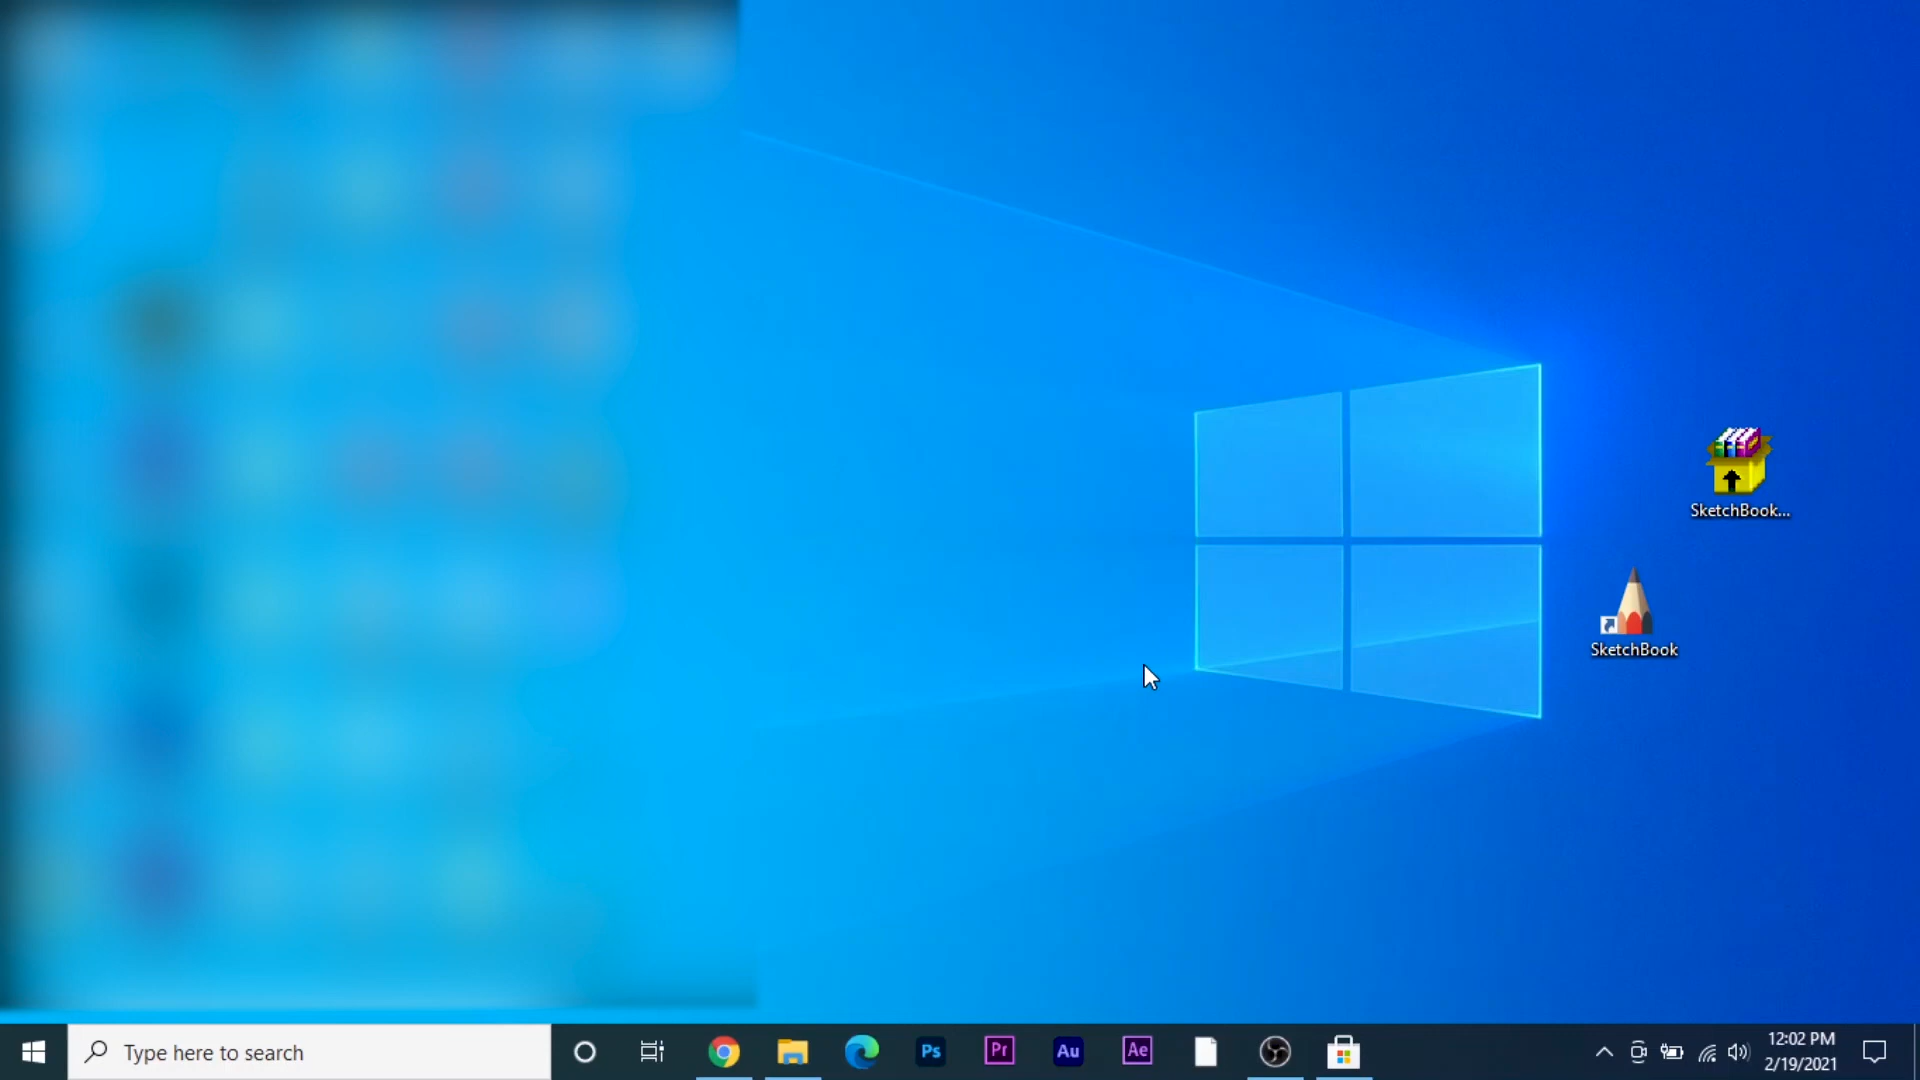 SketchBook...
SketchBook
Type here to search
Ps
Pr
Au
Ae
12:02 PM
2/19/2021